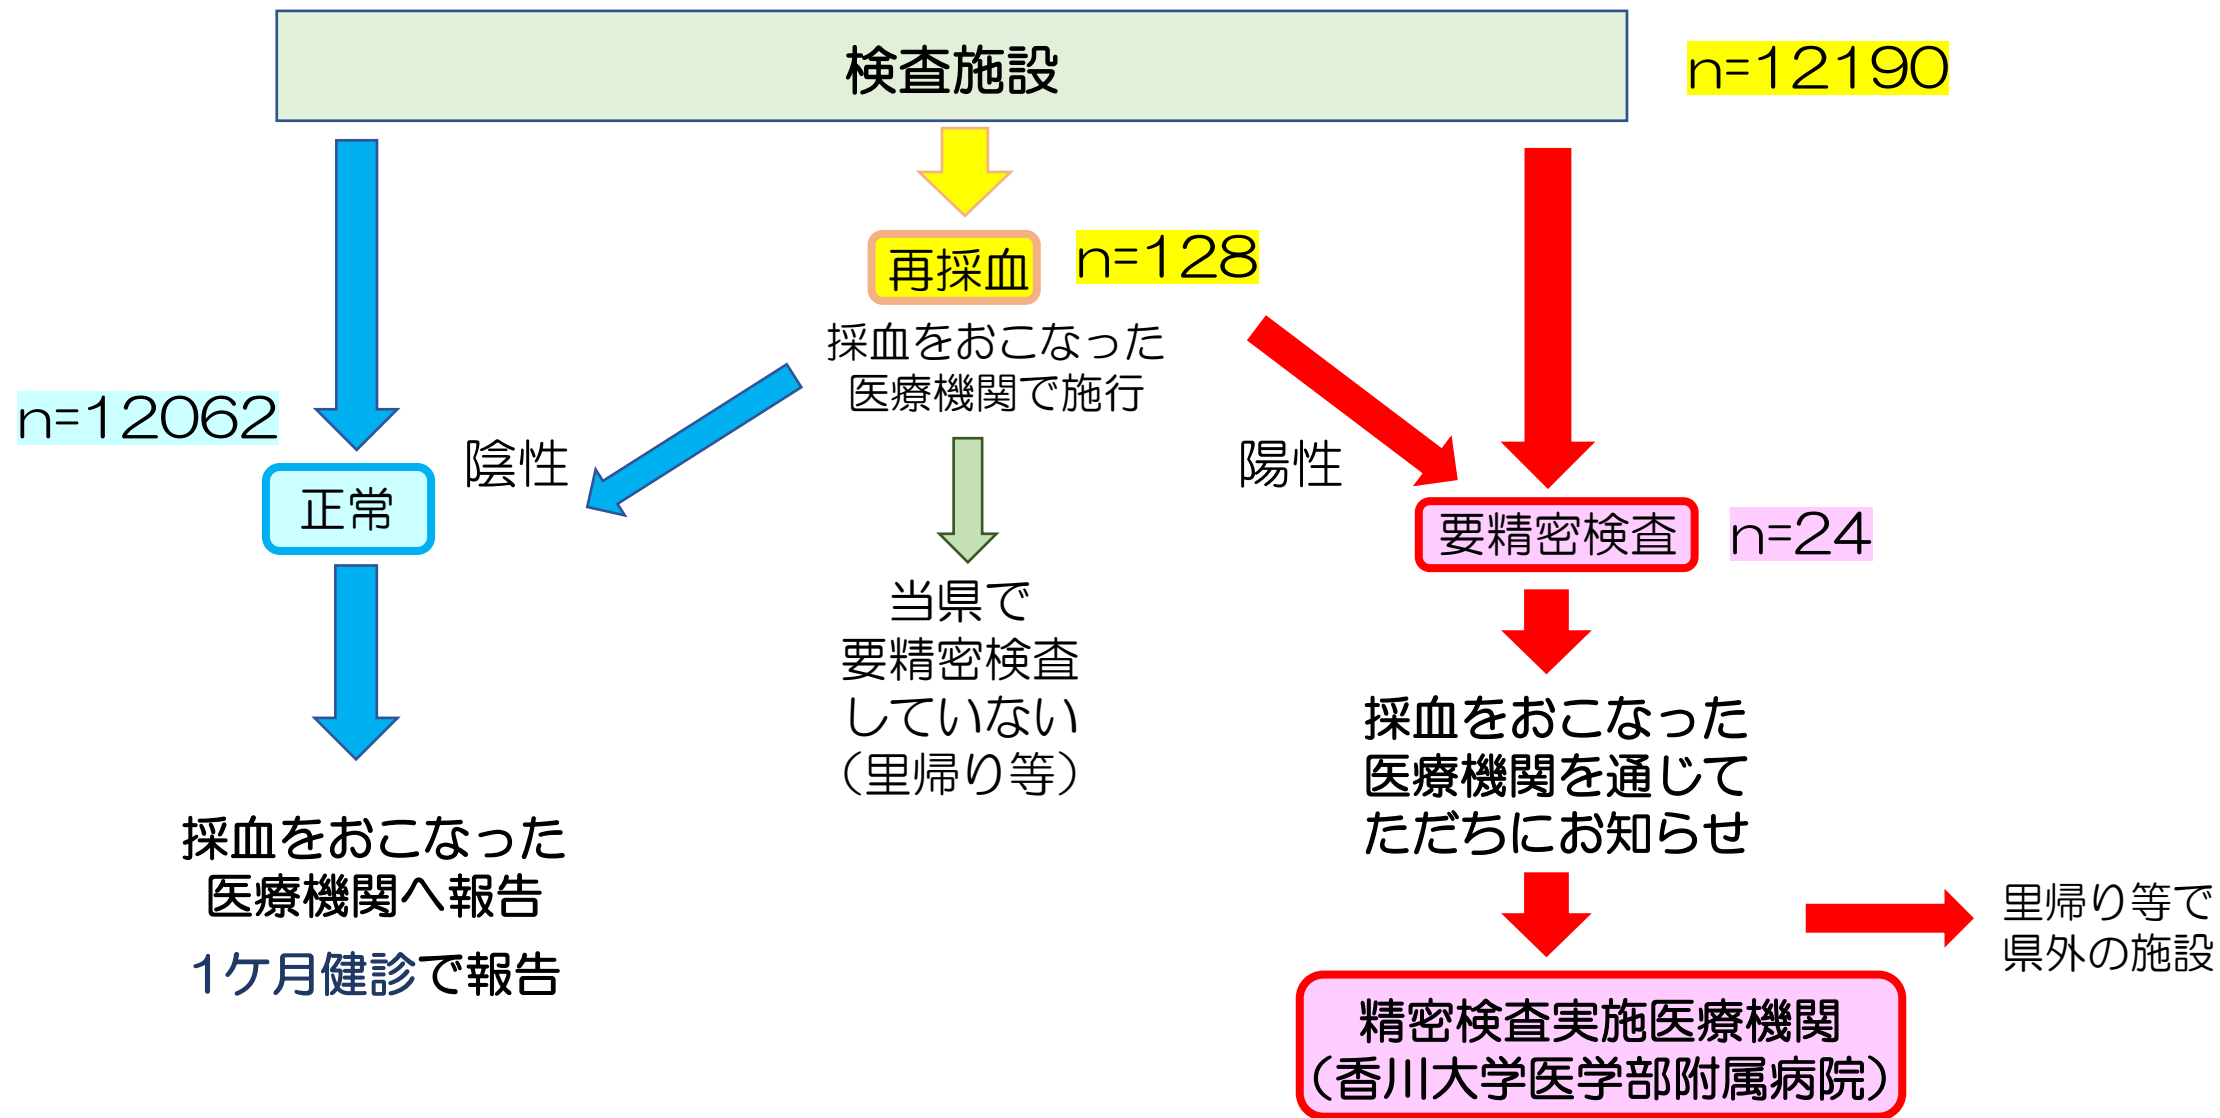 検査施設
n=12190
再採血
n=128
採血をおこなった
医療機関で施行
n=12062
陰性
陽性
正常
要精密検査
n=24
当県で
要精密検査
していない
（里帰り等）
採血をおこなった
医療機関を通じて
ただちにお知らせ
採血をおこなった
医療機関へ報告
1ケ月健診で報告
里帰り等で
県外の施設
精密検査実施医療機関
（香川大学医学部附属病院）